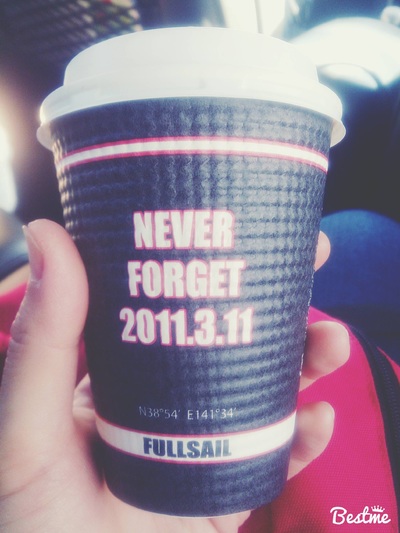 NEVER
FORGET
2011.3.11
N38°54' E141°34'
FULLSAIL
Bestme